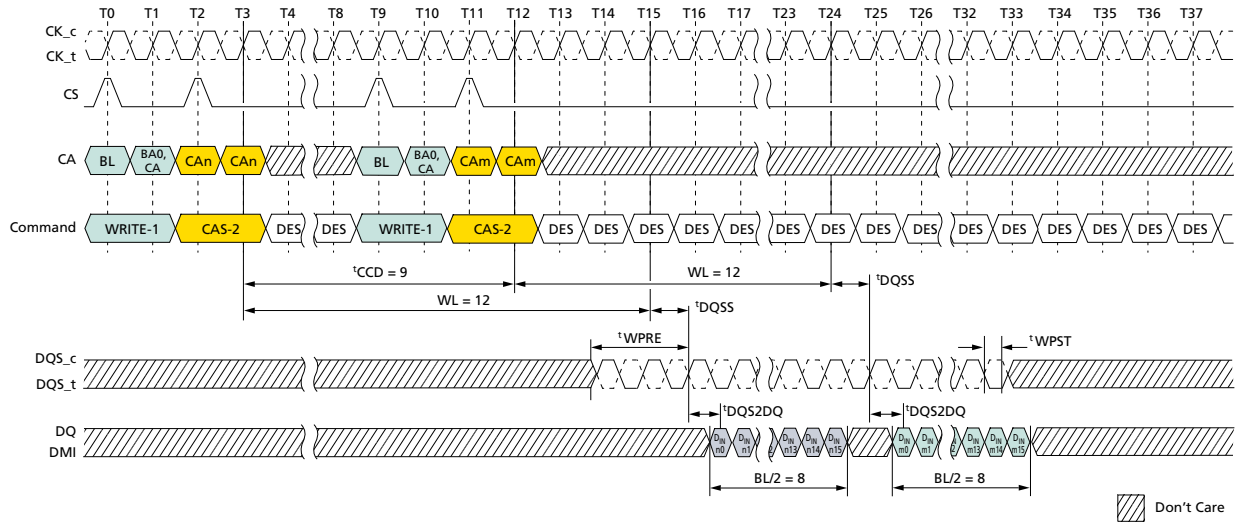 T0 T1 T2 T3 T4 T8 T9 T10 T11 T12 T13 T14 T15 T16 T17 T23 T24 T25 T26 T32 T33 T34 T35 T36 T37
CK_c
CK_t
CS
CA BL BA0, CA CAn CAn BL BA0, CA CAm CAm
Command WRITE-1 CAS-2 DES DES WRITE-1 CAS-2 DES DES DES DES DES DES DES DES DES DES DES DES DES DES DES
tCCD = 9 WL = 12 tDQSS
WL = 12 tDQSS
tWPRE tWPST
DQS_c
DQS_t
tDQS2DQ tDQS2DQ
DQ
DMI
DIN n0 DIN n1 DIN n13 DIN n14 DIN n15 DIN m0 DIN m1 DIN m13 DIN m14 DIN m15
BL/2 = 8 BL/2 = 8
Don't Care